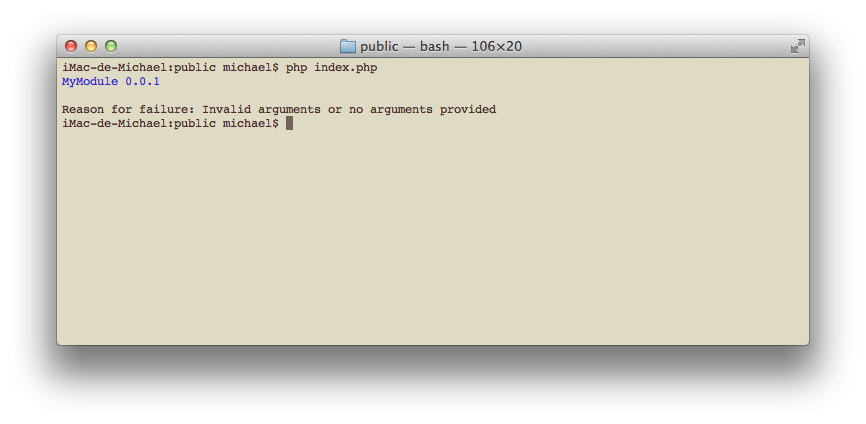 public — bash — 106×20
iMac-de-Michael:public michael$ php index.php
MyModule 0.0.1
Reason for failure: Invalid arguments or no arguments provided
iMac-de-Michael:public michael$